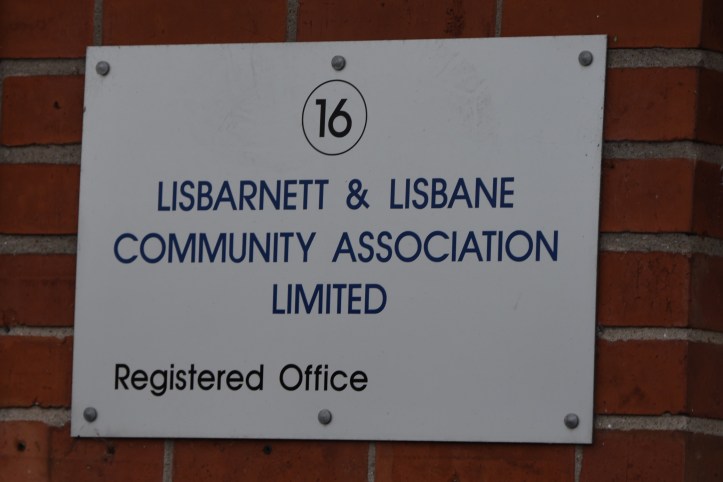 16
LISBARNETT & LISBANE
COMMUNITY ASSOCIATION
LIMITED
Registered Office